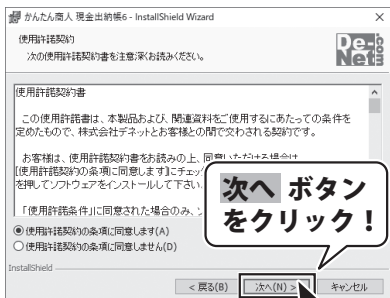 かんたん商人 現金出納帳6 - InstallShield Wizard
使用許諾契約
次の使用許諾契約書を注意深くお読みください。
De-Net.com
使用許諾契約書
この使用許諾書は、本製品および、関連資料をご使用するにあたっての条件を
定めたもので、株式会社デネットとお客様との間で交わされる契約です。
お客様は、使用許諾契約書をお読みの上、同意いただける場合は
[使用許諾契約の条項に同意します]にチェッ
を押してソフトウェアをインストールして下さい。
「使用許諾条件」に同意された場合のみ、ソ
次へ ボタン
をクリック!
使用許諾契約の条項に同意します(A)
使用許諾契約の条項に同意しません(D)
InstallShield
< 戻る(B)
次へ(N) >
キャンセル